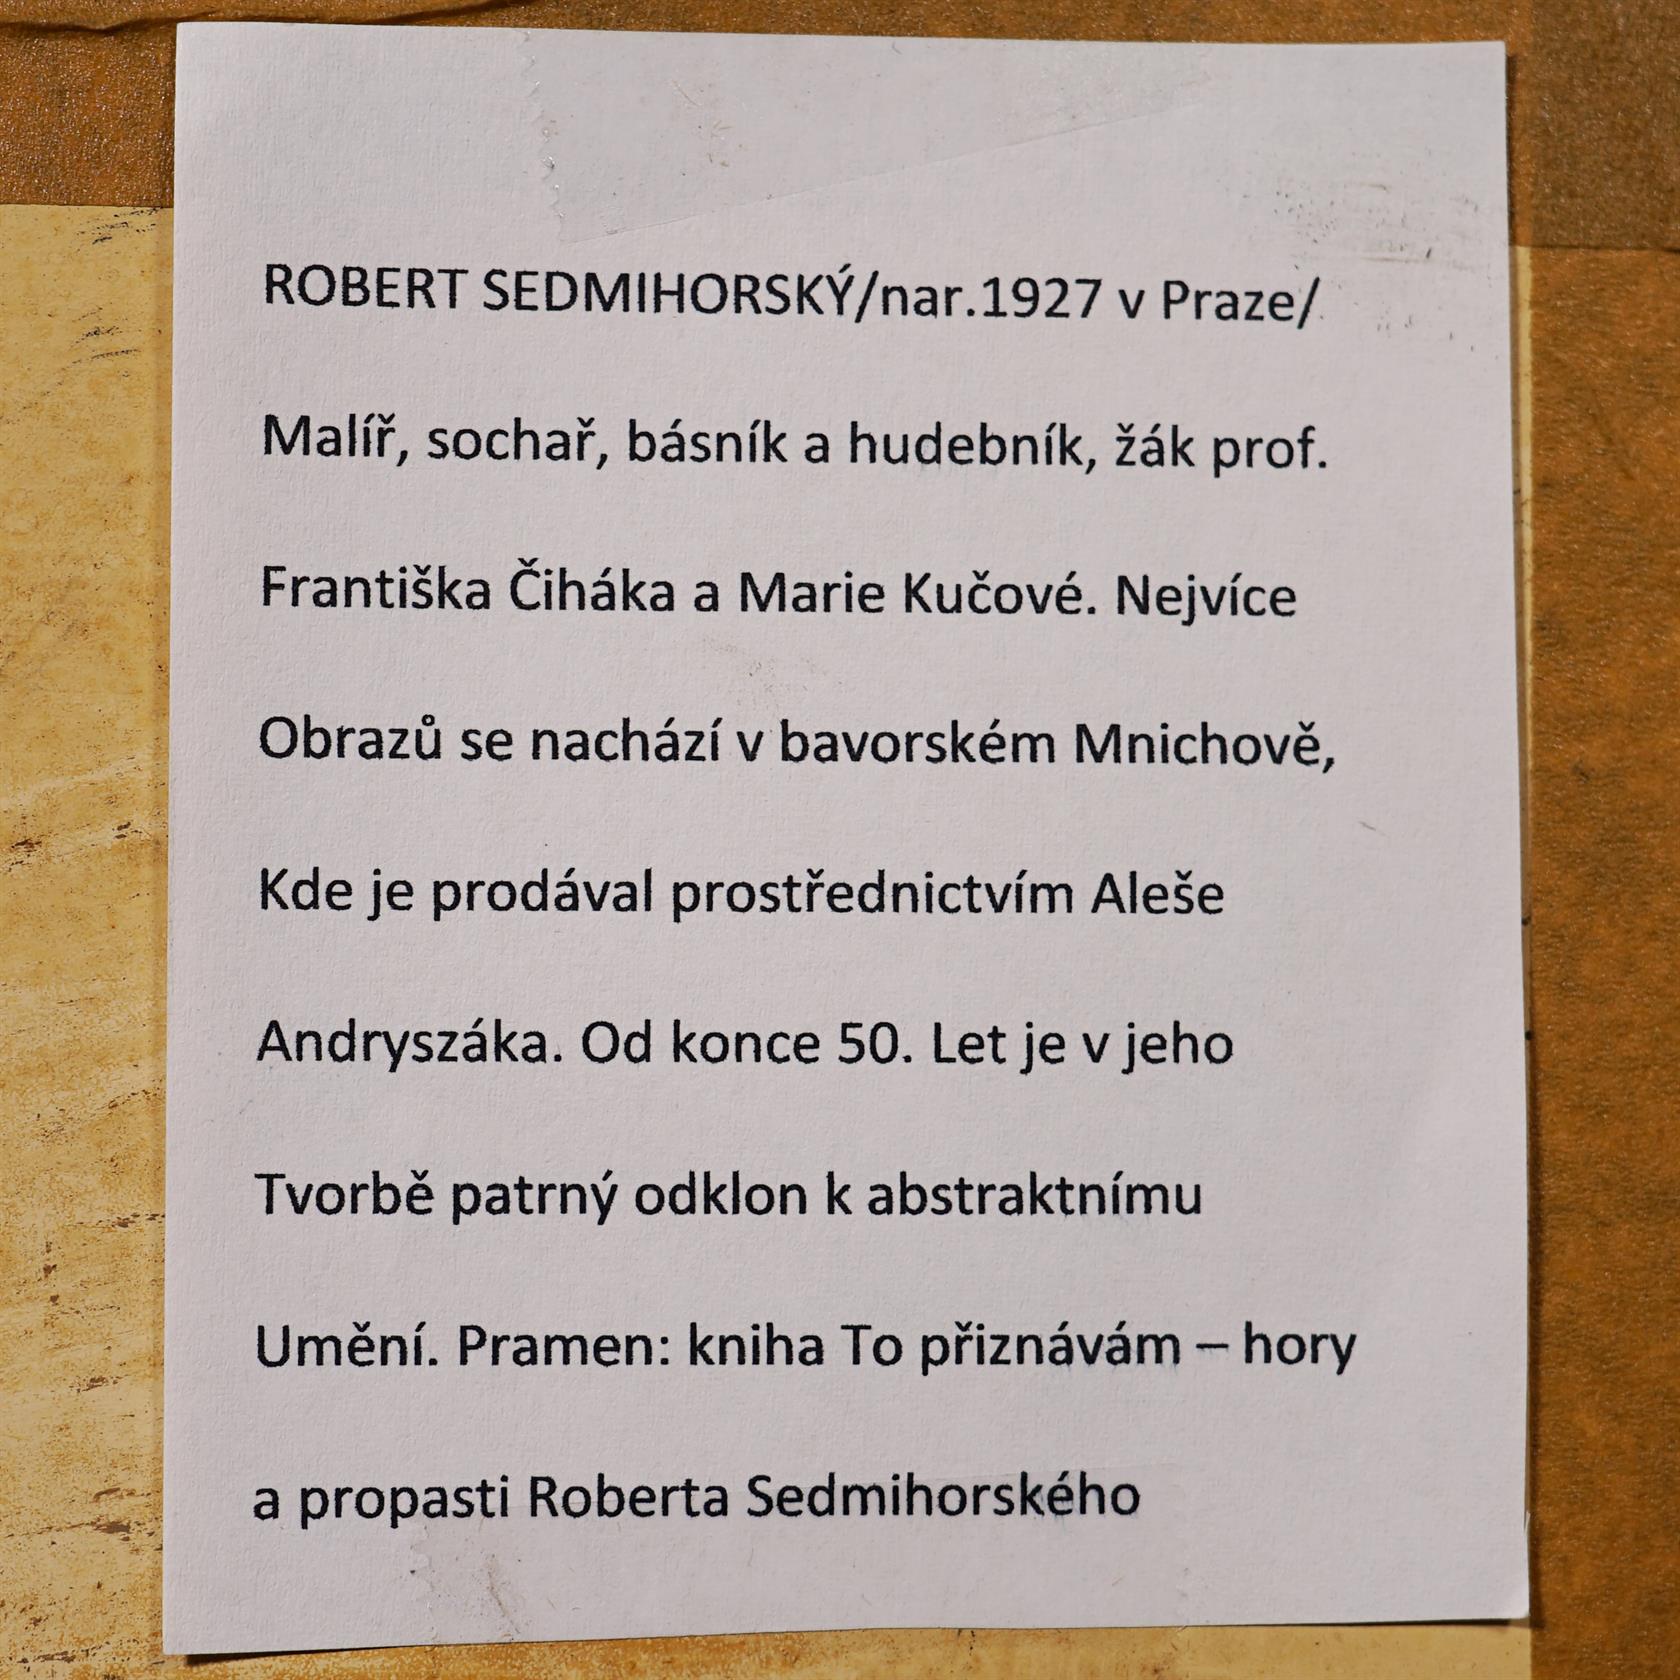 ROBERT SEDMIHORSKÝ/nar.1927 v Praze/
Malíř, sochař, básník a hudebník, žák prof.
Františka Čiháka a Marie Kučové. Nejvíce
Obrazů se nachází v bavorském Mnichově,
Kde je prodával prostřednictvím Aleše
Andryszáka. Od konce 50. Let je v jeho
Tvorbě patrný odklon k abstraktnímu
Umění. Pramen: kniha To přiznávám – hory
a propasti Roberta Sedmihorského